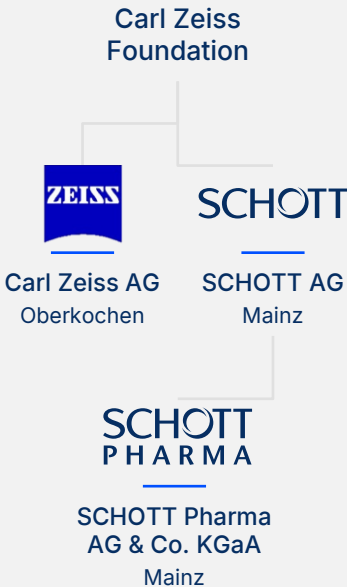 Carl Zeiss
Foundation
ZEISS
SCHOTT
Carl Zeiss AG
Oberkochen
SCHOTT AG
Mainz
SCHOTT
PHARMA
SCHOTT Pharma
AG & Co. KGaA
Mainz